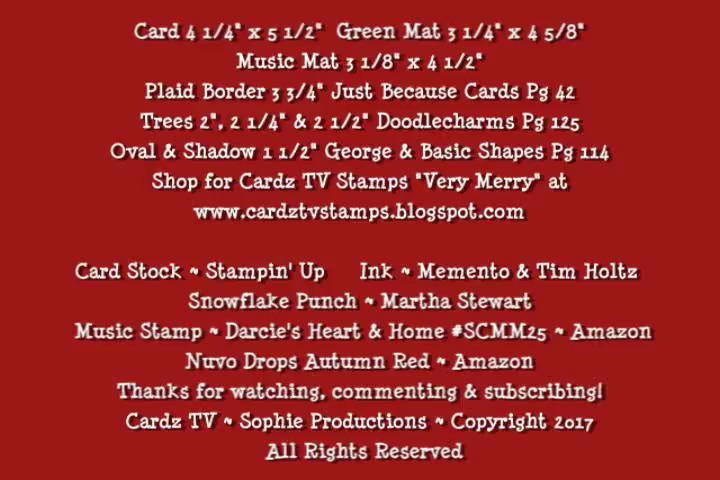 Card 4 1/4" x 5 1/2" Green Mat 3 1/4" x 4 5/8"
Music Mat 3 1/8" x 4 1/2"
Plaid Border 3 3/4" Just Because Cards Pg 42
Trees 2", 2 1/4" & 2 1/2" Doodlecharms Pg 125
Oval & Shadow 1 1/2" George & Basic Shapes Pg 114
Shop for Cardz TV Stamps "Very Merry" at
www.cardztvstamps.blogspot.com
Card Stock ~ Stampin' Up Ink ~ Memento & Tim Holtz
Snowflake Punch ~ Martha Stewart
Music Stamp ~ Darcie's Heart & Home #SCMM25 ~ Amazon
Nuvo Drops Autumn Red ~ Amazon
Thanks for watching, commenting & subscribing!
Cardz TV ~ Sophie Productions ~ Copyright 2017
All Rights Reserved